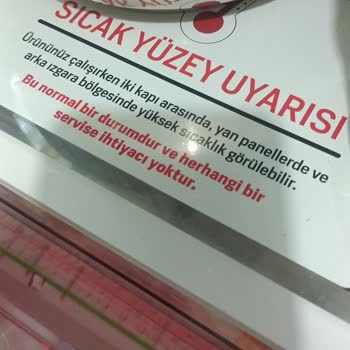 SICAK YÜZEY UYARISI
Ürününüz çalışırken iki kapı arasında, yan panellerde ve
arka ızgara bölgesinde yüksek sıcaklık görülebilir.
Bu normal bir durumdur ve herhangi bir
servise ihtiyacı yoktur.